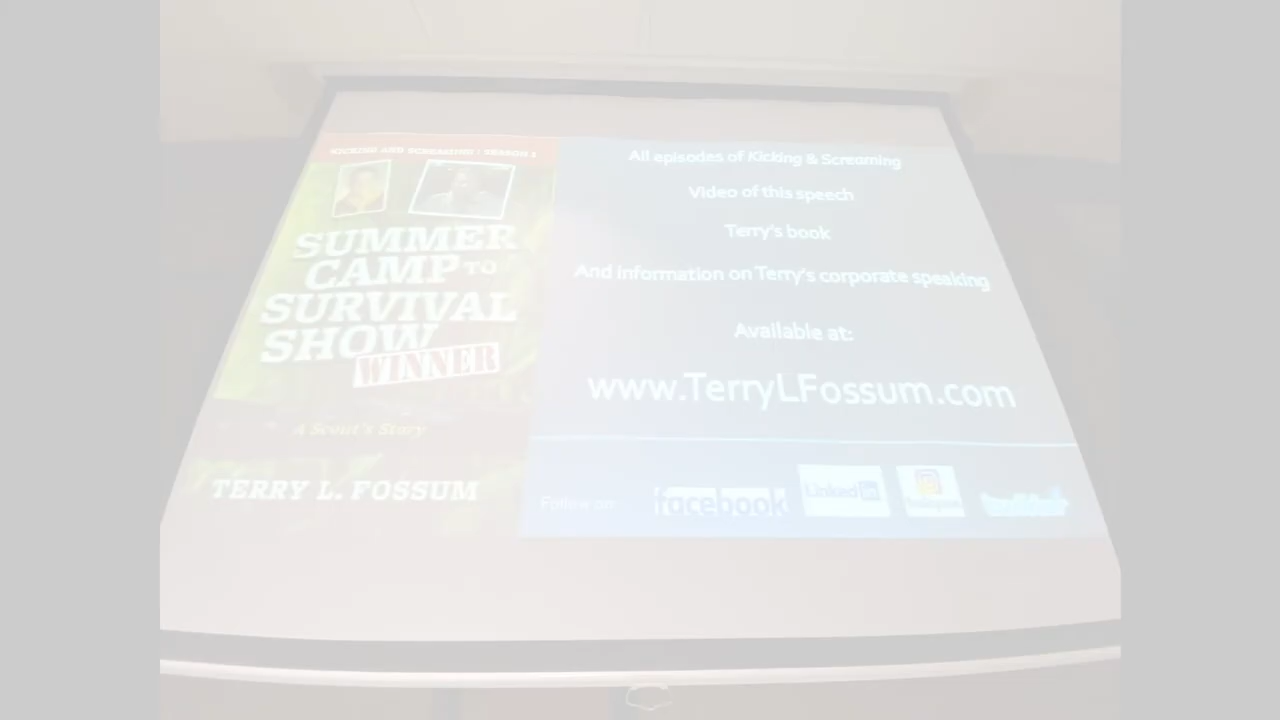 KICKING AND SCREAMING : SEASON 1
SUMMER
CAMP TO
SURVIVAL
SHOW
WINNER
A Scout's Story
TERRY L. FOSSUM
All episodes of Kicking & Screaming
Video of this speech
Terry's book
And information on Terry's corporate speaking
Available at:
www.TerryLFossum.com
Follow on:
facebook
Linkedin
Instagram
twitter